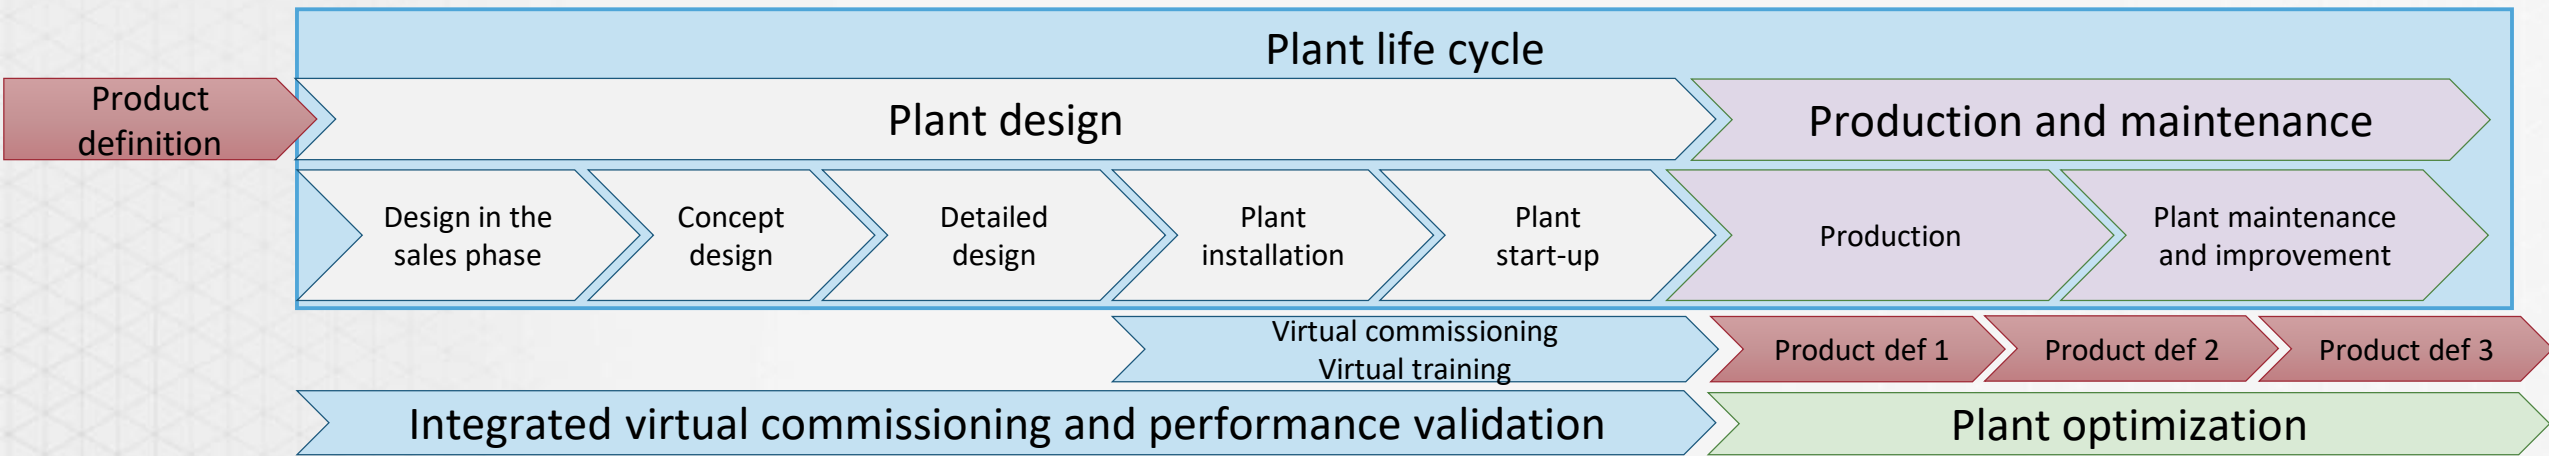 Plant life cycle
Product
definition
Plant design
Production and maintenance
Design in the
sales phase
Concept
design
Detailed
design
Plant
installation
Plant
start-up
Production
Plant maintenance
and improvement
Virtual commissioning
Virtual training
Product def 1
Product def 2
Product def 3
Integrated virtual commissioning and performance validation
Plant optimization